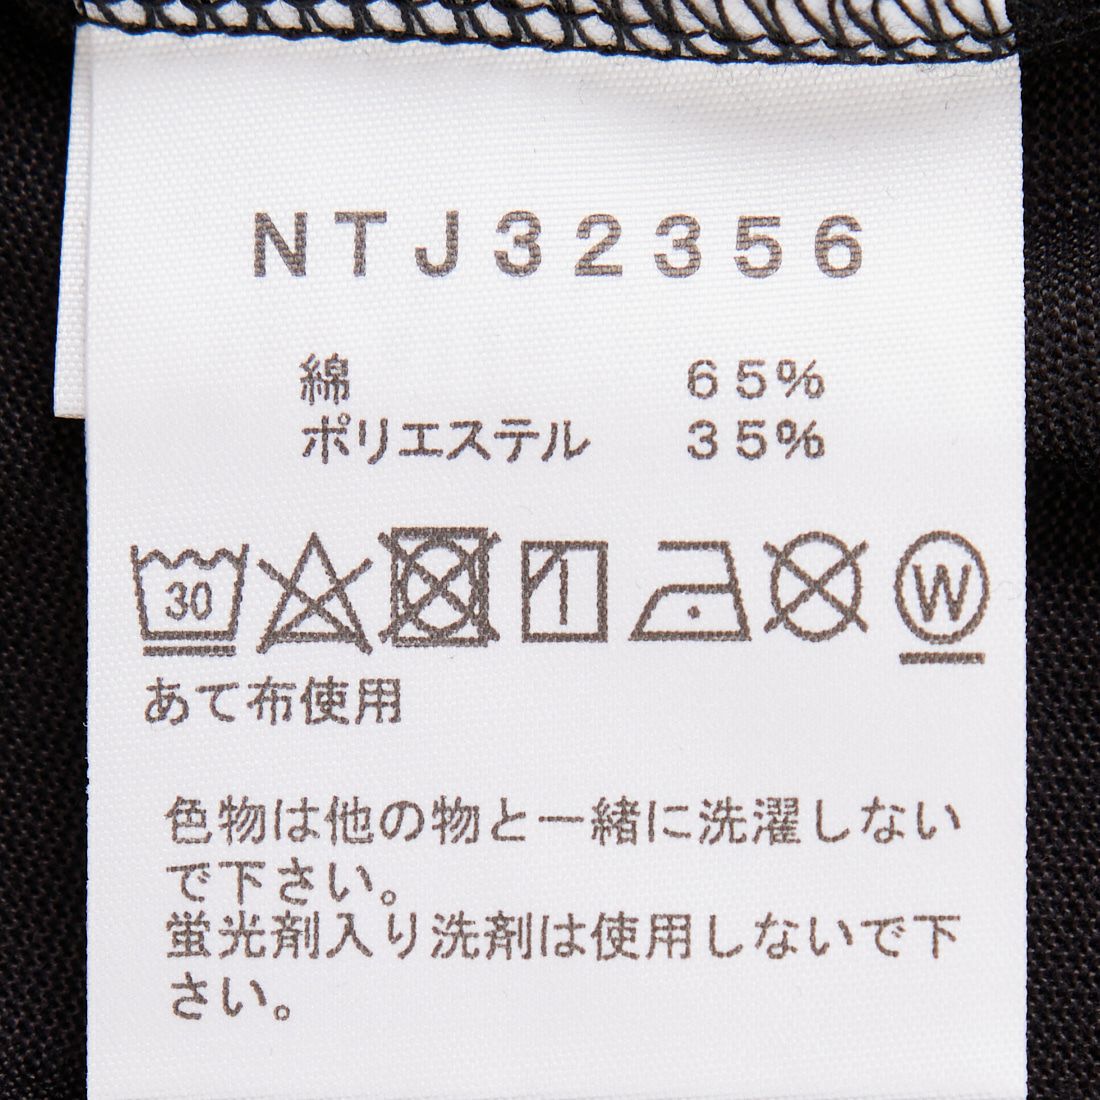 NTJ32356
綿 65%
ポリエステル 35%
30 W
あて布使用
色物は他の物と一緒に洗濯しない
で下さい。
蛍光剤入り洗剤は使用しないで下
さい。